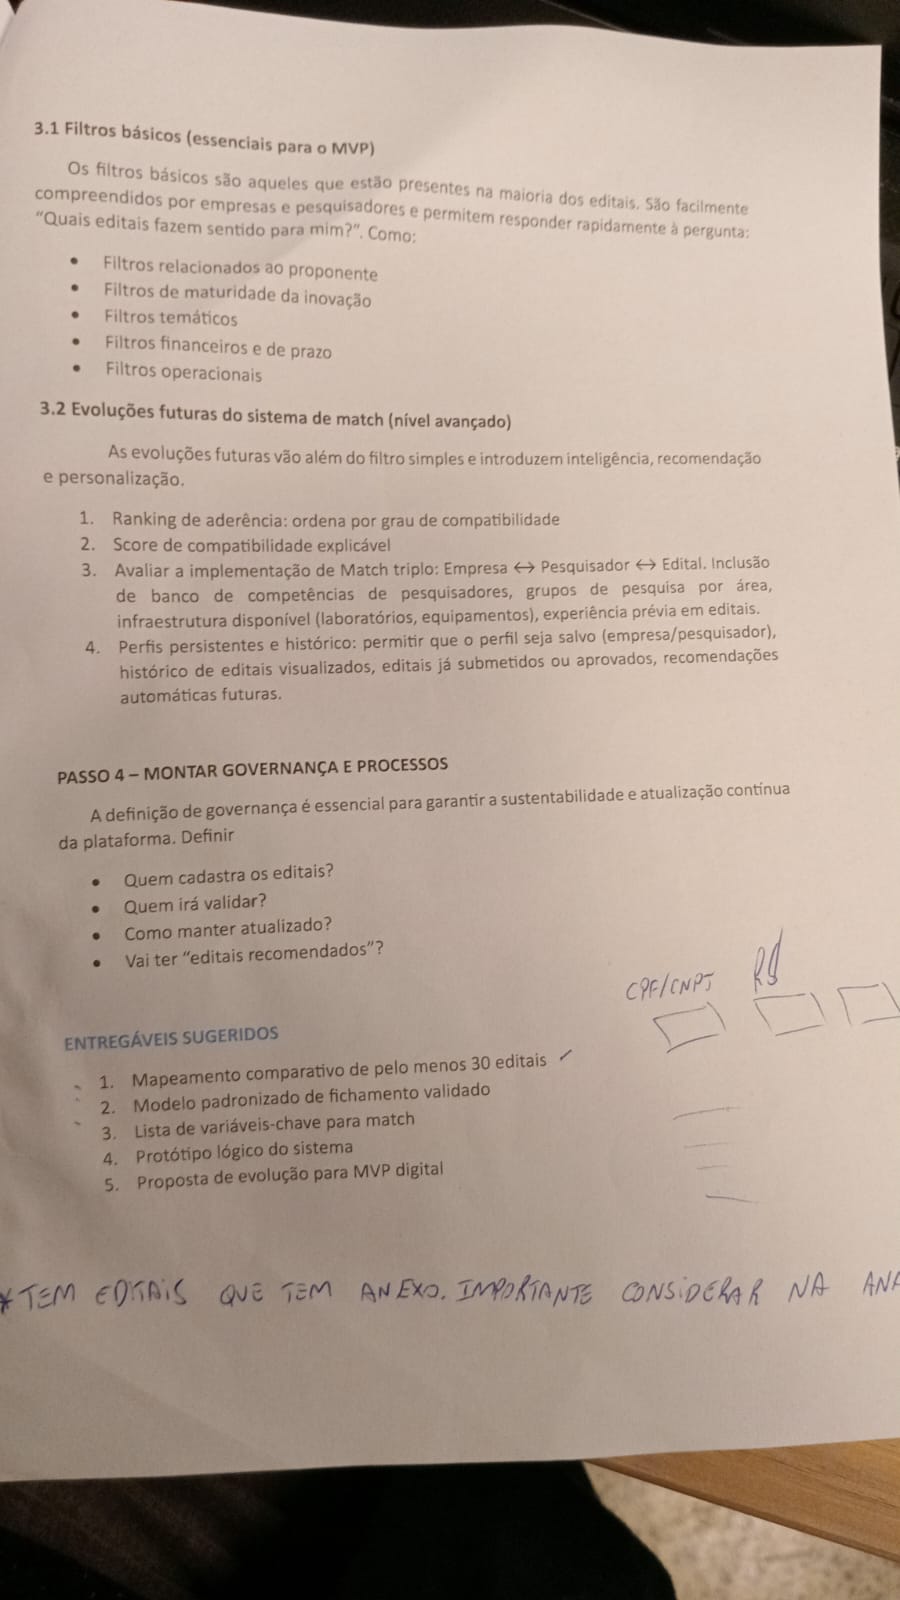 3.1 Filtros básicos (essenciais para o MVP)
Os filtros básicos são aqueles que estão presentes na maioria dos editais. São facilmente
compreendidos por empresas e pesquisadores e permitem responder rapidamente à pergunta:
“Quais editais fazem sentido para mim?”. Como:
• Filtros relacionados ao proponente
• Filtros de maturidade da inovação
• Filtros temáticos
• Filtros financeiros e de prazo
• Filtros operacionais
3.2 Evoluções futuras do sistema de match (nível avançado)
As evoluções futuras vão além do filtro simples e introduzem inteligência, recomendação
e personalização.
1. Ranking de aderência: ordena por grau de compatibilidade
2. Score de compatibilidade explicável
3. Avaliar a implementação de Match triplo: Empresa ↔ Pesquisador ↔ Edital. Inclusão
de banco de competências de pesquisadores, grupos de pesquisa por área,
infraestrutura disponível (laboratórios, equipamentos), experiência prévia em editais.
4. Perfis persistentes e histórico: permitir que o perfil seja salvo (empresa/pesquisador),
histórico de editais visualizados, editais já submetidos ou aprovados, recomendações
automáticas futuras.
PASSO 4 – MONTAR GOVERNANÇA E PROCESSOS
A definição de governança é essencial para garantir a sustentabilidade e atualização contínua
da plataforma. Definir
• Quem cadastra os editais?
• Quem irá validar?
• Como manter atualizado?
• Vai ter “editais recomendados”?
CPF/CNPJ R$
ENTREGÁVEIS SUGERIDOS
1. Mapeamento comparativo de pelo menos 30 editais
2. Modelo padronizado de fichamento validado
3. Lista de variáveis-chave para match
4. Protótipo lógico do sistema
5. Proposta de evolução para MVP digital
* TEM EDITAIS QUE TEM ANEXO. IMPORTANTE CONSIDERAR NA